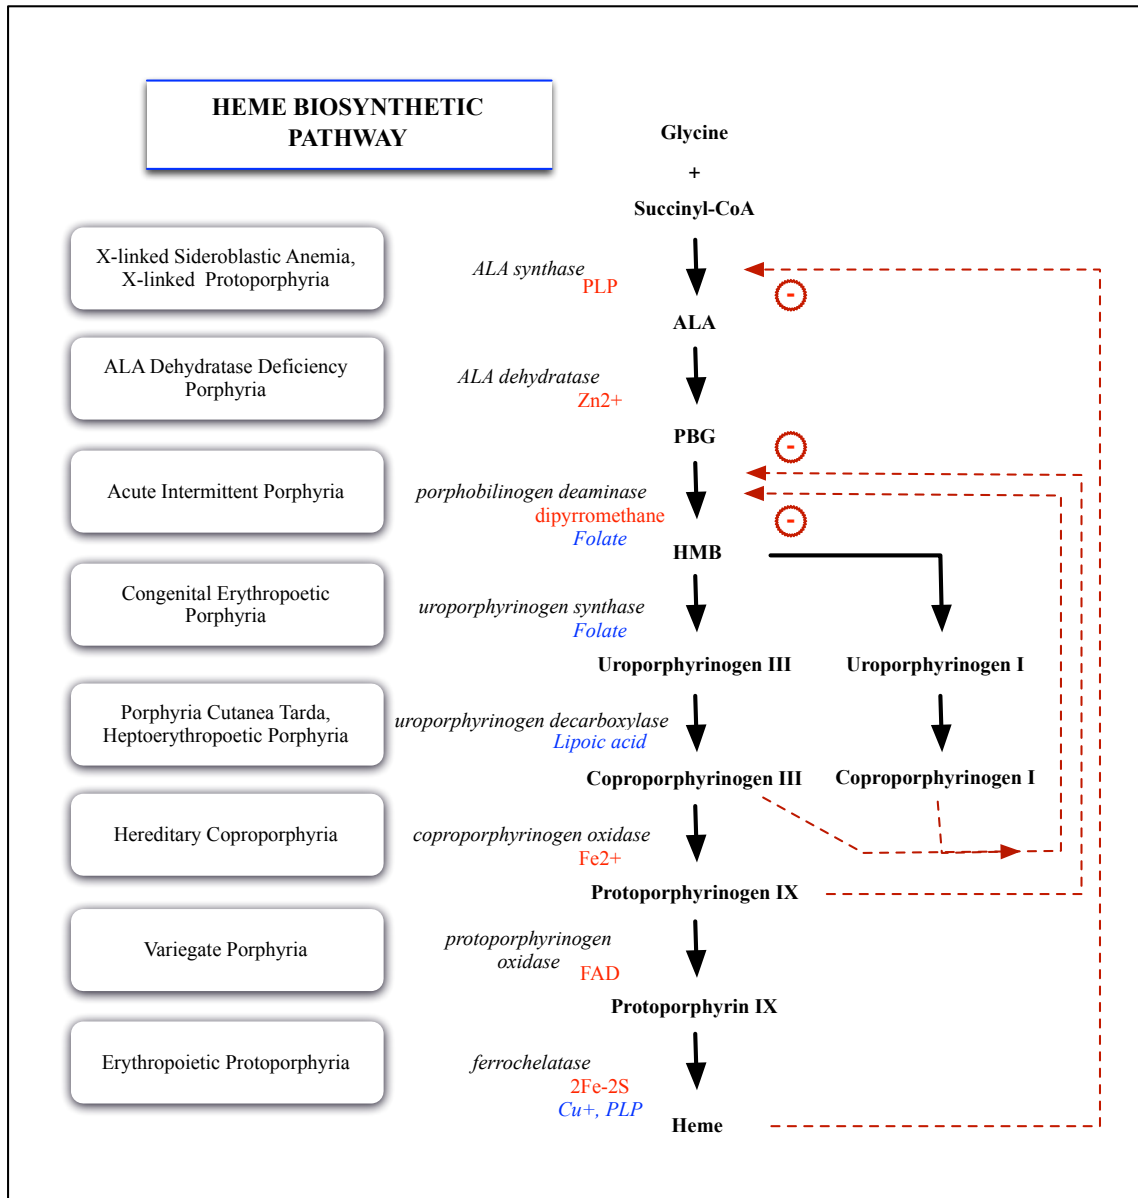 HEME BIOSYNTHETIC
PATHWAY
Glycine
+
Succinyl-CoA
X-linked Sideroblastic Anemia,
X-linked Protoporphyria
ALA synthase
PLP
-
ALA
ALA Dehydratase Deficiency
Porphyria
ALA dehydratase
Zn2+
PBG
-
Acute Intermittent Porphyria
porphobilinogen deaminase
dipyrromethane
Folate
-
HMB
Congenital Erythropoetic
Porphyria
uroporphyrinogen synthase
Folate
Uroporphyrinogen III
Uroporphyrinogen I
Porphyria Cutanea Tarda,
Heptoerythropoetic Porphyria
uroporphyrinogen decarboxylase
Lipoic acid
Coproporphyrinogen III
Coproporphyrinogen I
Hereditary Coproporphyria
coproporphyrinogen oxidase
Fe2+
Protoporphyrinogen IX
Variegate Porphyria
protoporphyrinogen
oxidase
FAD
Protoporphyrin IX
Erythropoietic Protoporphyria
ferrochelatase
2Fe-2S
Cu+, PLP
Heme